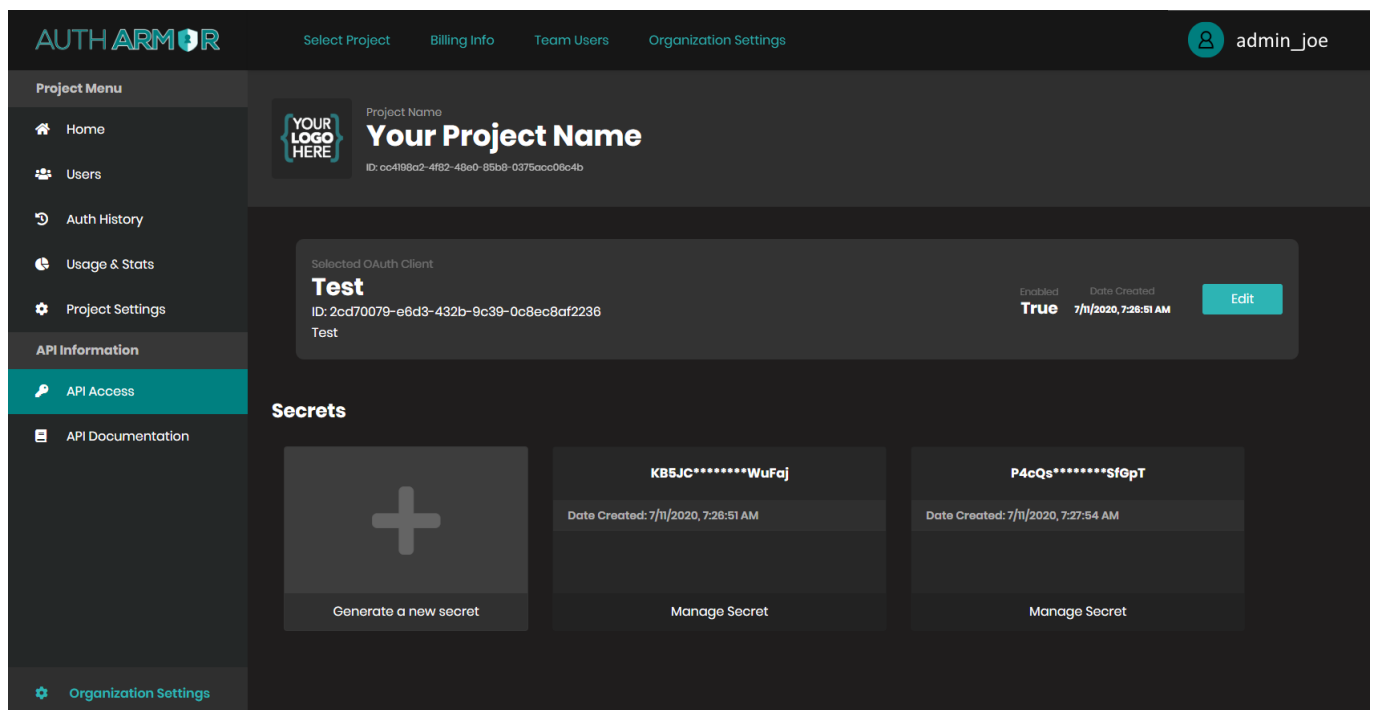 AUTH ARMOR
Select Project
Billing Info
Team Users
Organization Settings
admin_joe
Project Menu
Home
Users
Auth History
Usage & Stats
Project Settings
API Information
API Access
API Documentation
Organization Settings
YOUR
LOGO
HERE
Project Name
Your Project Name
ID: cc4198a2-4f82-48e0-85b8-0375acc06c4b
Selected OAuth Client
Test
ID: 2cd70079-e6d3-432b-9c39-0c8ec8af2236
Test
Enabled
True
Date Created
7/11/2020, 7:26:51 AM
Edit
Secrets
Generate a new secret
KB5JC********WuFaj
Date Created: 7/11/2020, 7:26:51 AM
Manage Secret
P4cQs********SfGpT
Date Created: 7/11/2020, 7:27:54 AM
Manage Secret